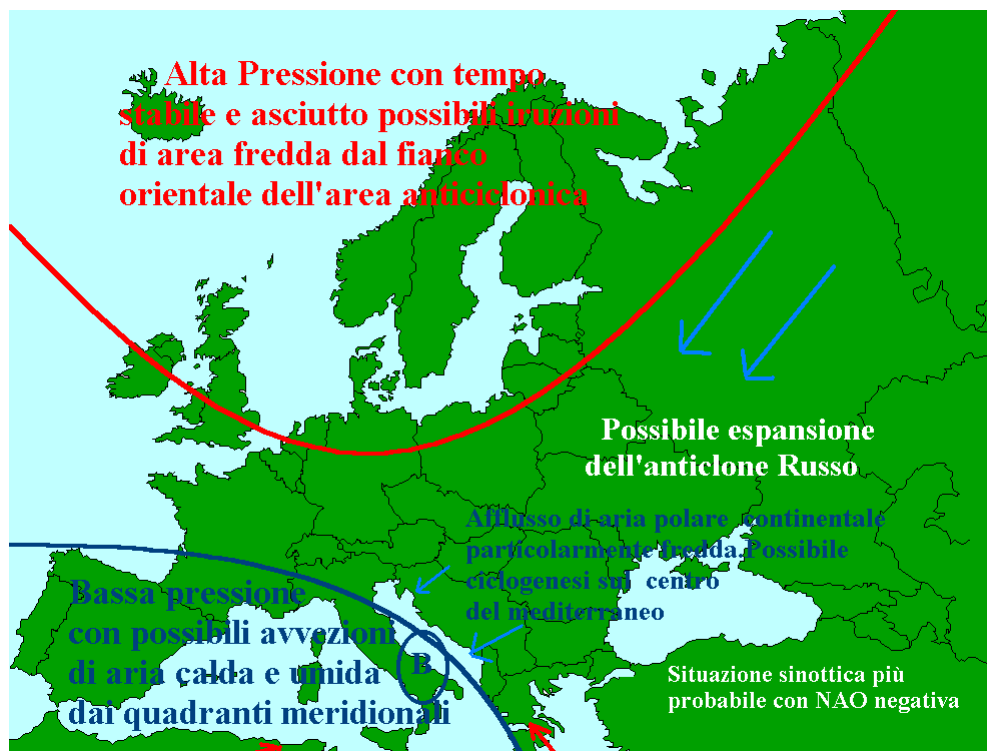 Alta Pressione con tempo
stabile e asciutto possibili iruzioni
di area fredda dal fianco
orientale dell'area anticiclonica
Possibile espansione
dell'anticlone Russo
Afflusso di aria polare continentale
particolarmente fredda.Possibile
ciclogenesi sul centro
del mediterraneo
Bassa pressione
con possibili avvezioni
di aria calda e umida
dai quadranti meridionali
B
Situazione sinottica più
probabile con NAO negativa